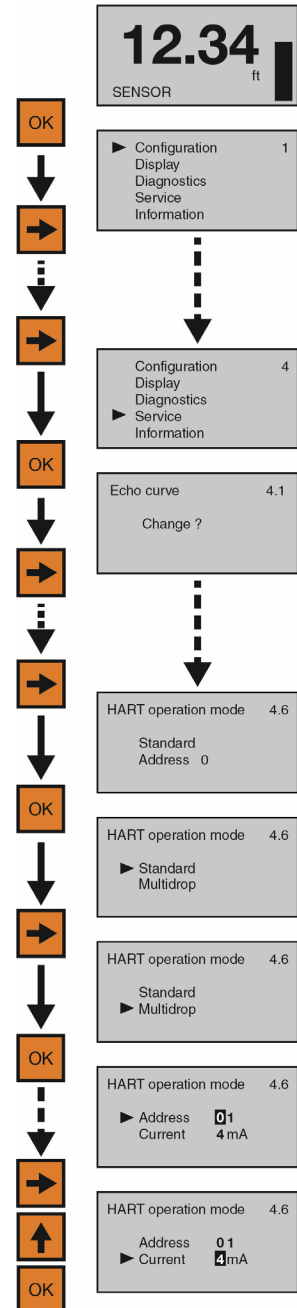 12.34
ft
SENSOR
OK
Configuration 1
Display
Diagnostics
Service
Information
Configuration 4
Display
Diagnostics
Service
Information
OK
Echo curve 4.1
Change ?
HART operation mode 4.6
Standard
Address 0
OK
HART operation mode 4.6
Standard
Multidrop
HART operation mode 4.6
Standard
Multidrop
OK
HART operation mode 4.6
Address 01
Current 4 mA
HART operation mode 4.6
Address 01
Current 4 mA
OK